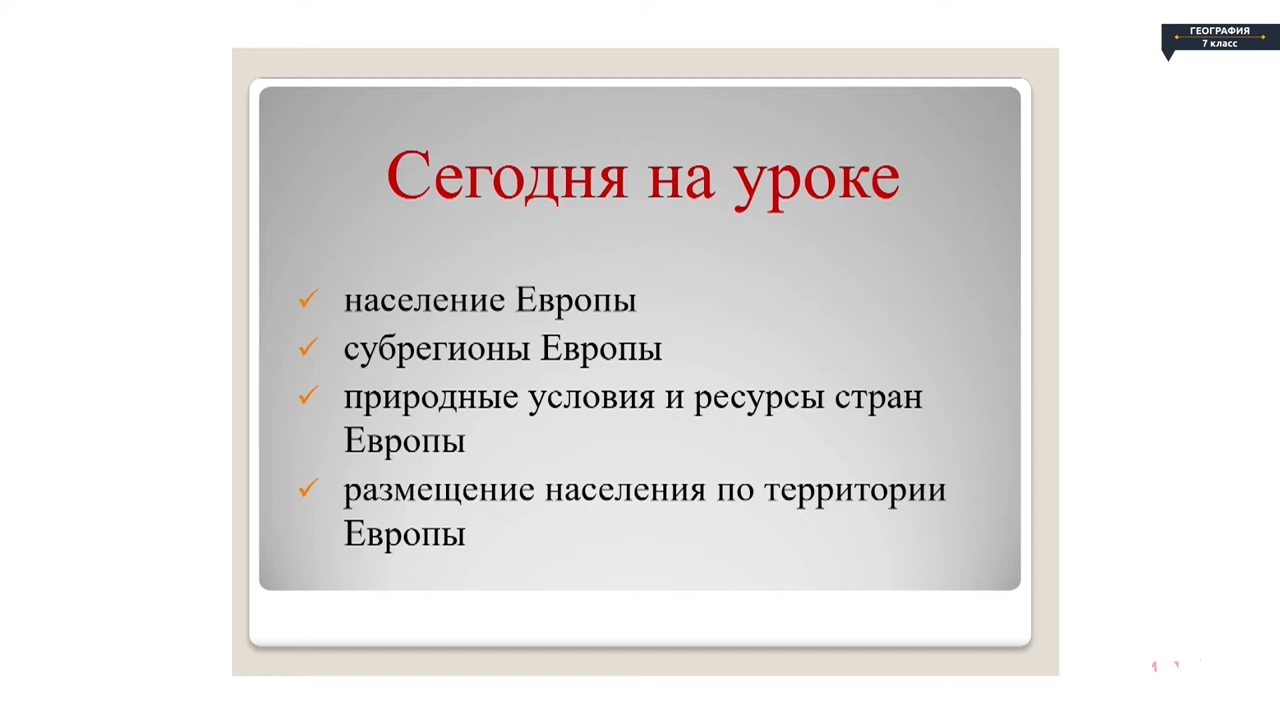 ГЕОГРАФИЯ
7 класс
Сегодня на уроке
население Европы
субрегионы Европы
природные условия и ресурсы стран
Европы
размещение населения по территории
Европы